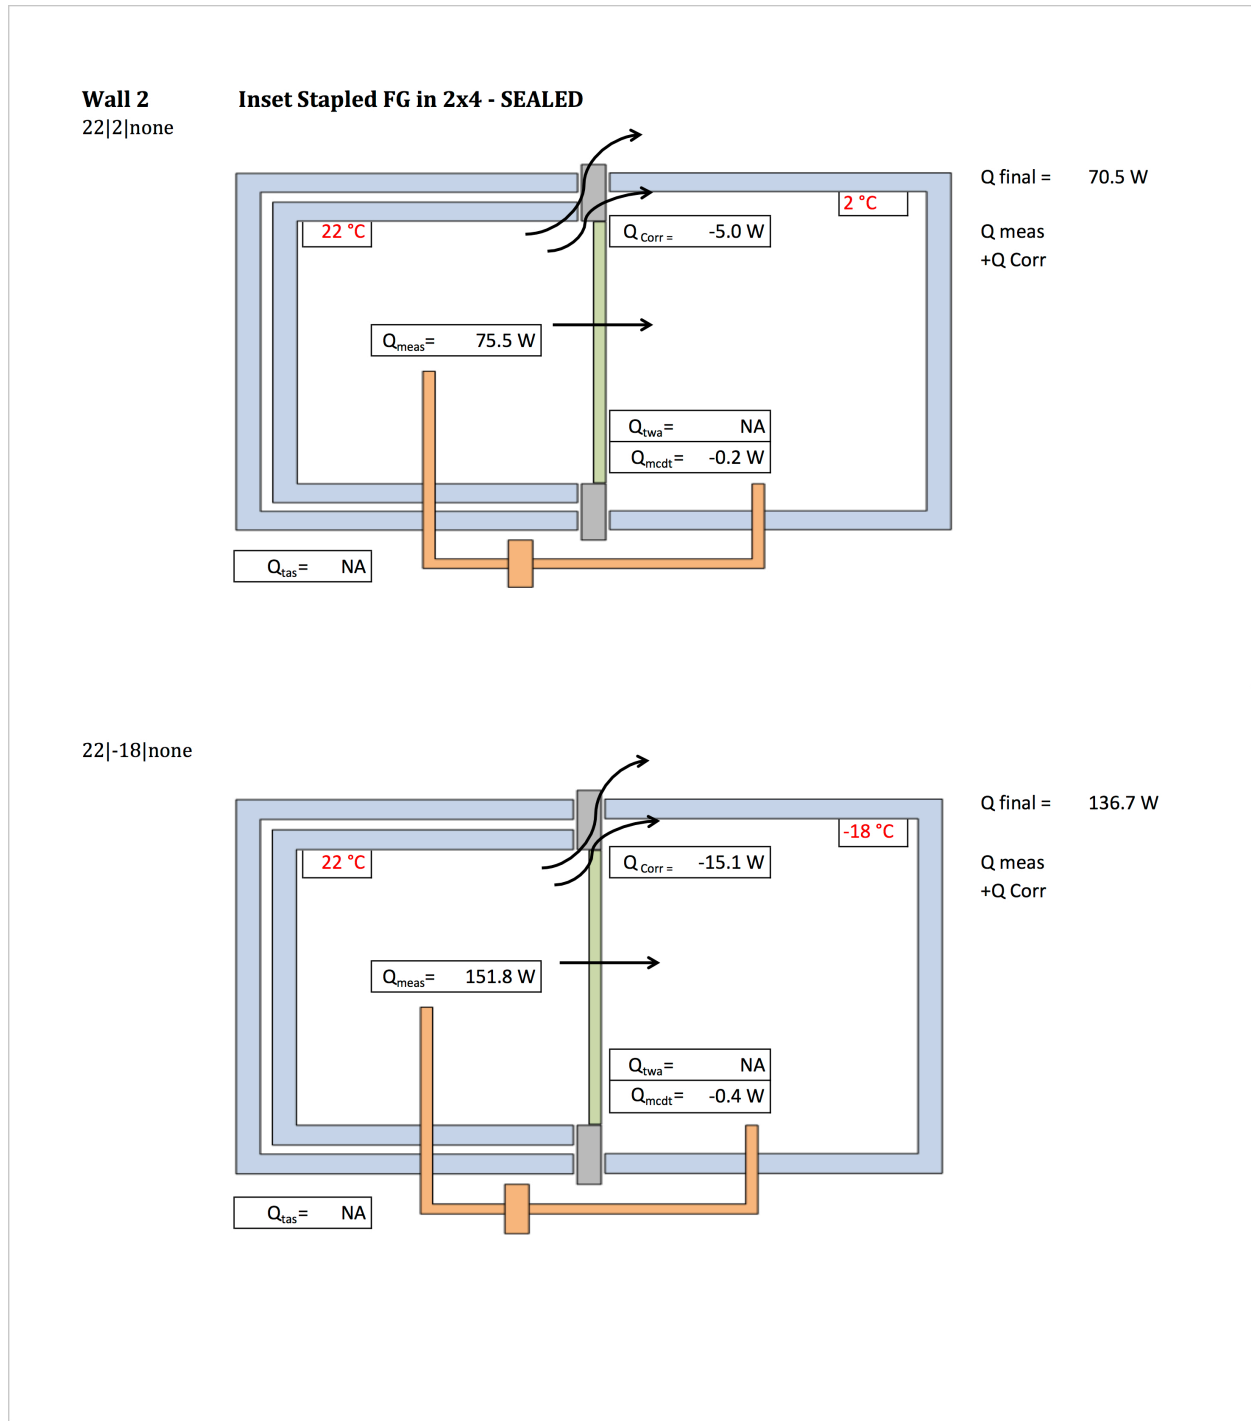 Wall 2 Inset Stapled FG in 2x4 - SEALED
22|2|none
Q final = 70.5 W
2 °C
22 °C
Q Corr = -5.0 W
Q meas
+Q Corr
Qmeas= 75.5 W
Qtwa= NA
Qmcdt= -0.2 W
Qtas= NA
22|-18|none
Q final = 136.7 W
-18 °C
22 °C
Q Corr = -15.1 W
Q meas
+Q Corr
Qmeas= 151.8 W
Qtwa= NA
Qmcdt= -0.4 W
Qtas= NA